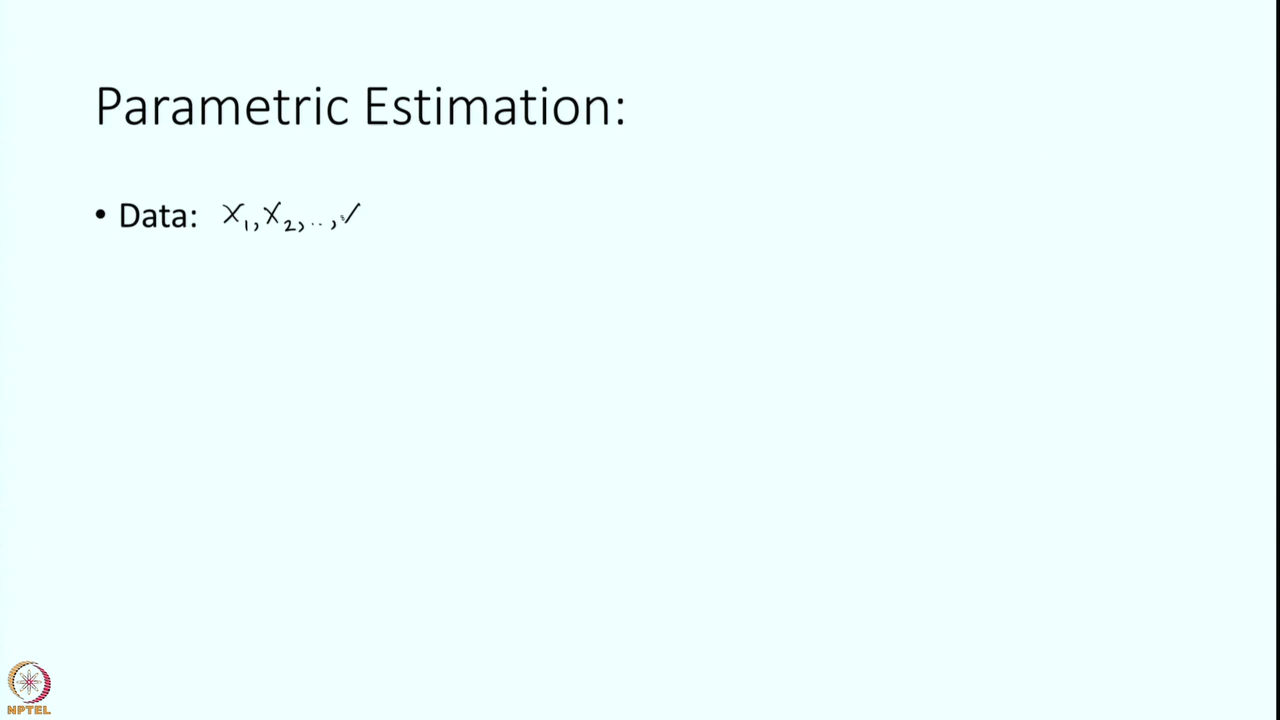 Parametric Estimation:
• Data: X₁, X₂, ..,
NPTEL